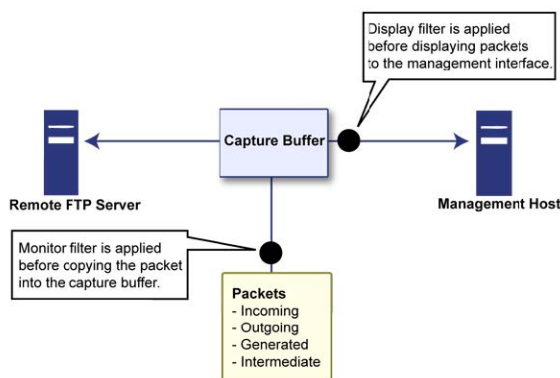 Display filter is applied
before displaying packets
to the management interface.
Capture Buffer
Remote FTP Server
Management Host
Monitor filter is applied
before copying the packet
into the capture buffer.
Packets
- Incoming
- Outgoing
- Generated
- Intermediate